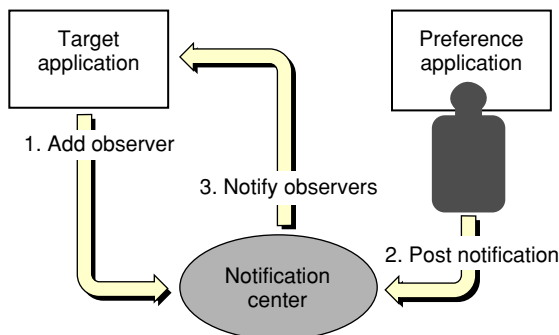 Target
application
Preference
application
1. Add observer
3. Notify observers
2. Post notification
Notification
center